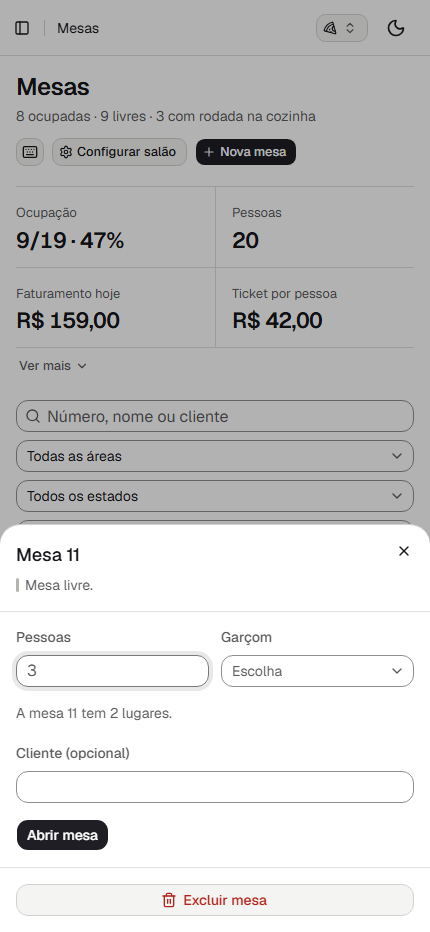 Mesas
Mesas
8 ocupadas · 9 livres · 3 com rodada na cozinha
Configurar salão
Nova mesa
Ocupação
Pessoas
9/19 · 47%
20
Faturamento hoje
Ticket por pessoa
R$ 159,00
R$ 42,00
Ver mais
Número, nome ou cliente
Todas as áreas
Todos os estados
Mesa 11
Mesa livre.
Pessoas
Garçom
3
Escolha
A mesa 11 tem 2 lugares.
Cliente (opcional)
Abrir mesa
Excluir mesa